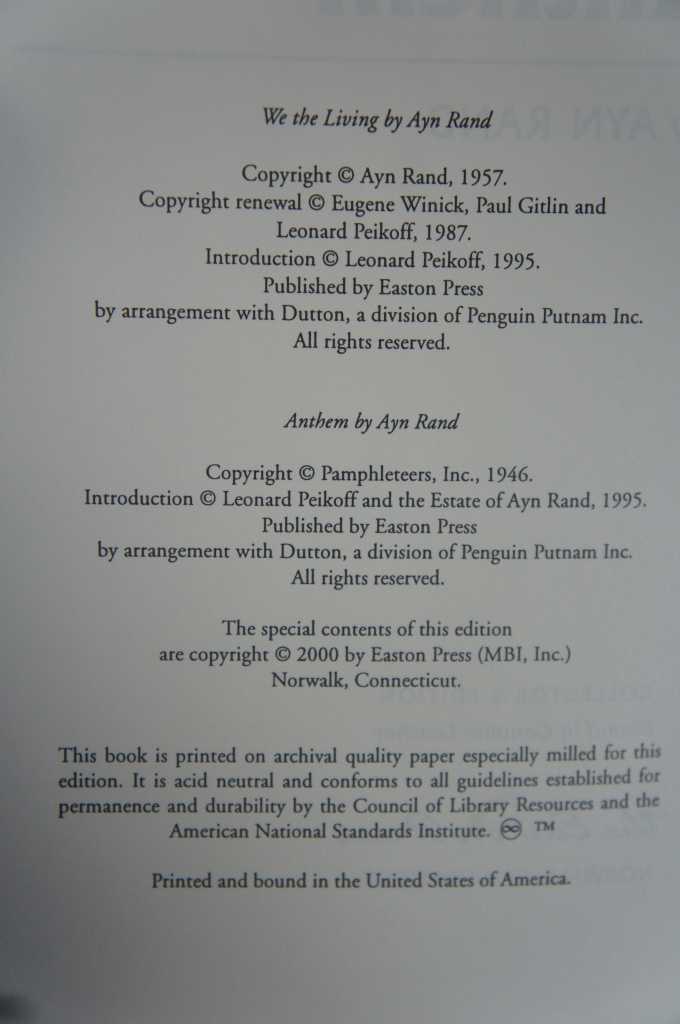 We the Living by Ayn Rand
Copyright © Ayn Rand, 1957.
Copyright renewal © Eugene Winick, Paul Gitlin and
Leonard Peikoff, 1987.
Introduction © Leonard Peikoff, 1995.
Published by Easton Press
by arrangement with Dutton, a division of Penguin Putnam Inc.
All rights reserved.
Anthem by Ayn Rand
Copyright © Pamphleteers, Inc., 1946.
Introduction © Leonard Peikoff and the Estate of Ayn Rand, 1995.
Published by Easton Press
by arrangement with Dutton, a division of Penguin Putnam Inc.
All rights reserved.
The special contents of this edition
are copyright © 2000 by Easton Press (MBI, Inc.)
Norwalk, Connecticut.
This book is printed on archival quality paper especially milled for this
edition. It is acid neutral and conforms to all guidelines established for
permanence and durability by the Council of Library Resources and the
American National Standards Institute. ♾ ™
Printed and bound in the United States of America.